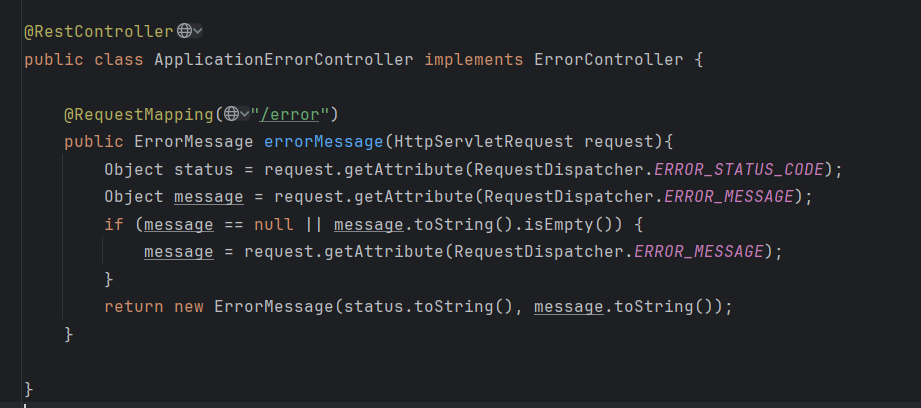 @RestController
public class ApplicationErrorController implements ErrorController {
@RequestMapping("/error")
public ErrorMessage errorMessage(HttpServletRequest request){
Object status = request.getAttribute(RequestDispatcher.ERROR_STATUS_CODE);
Object message = request.getAttribute(RequestDispatcher.ERROR_MESSAGE);
if (message == null || message.toString().isEmpty()) {
message = request.getAttribute(RequestDispatcher.ERROR_MESSAGE);
}
return new ErrorMessage(status.toString(), message.toString());
}
}